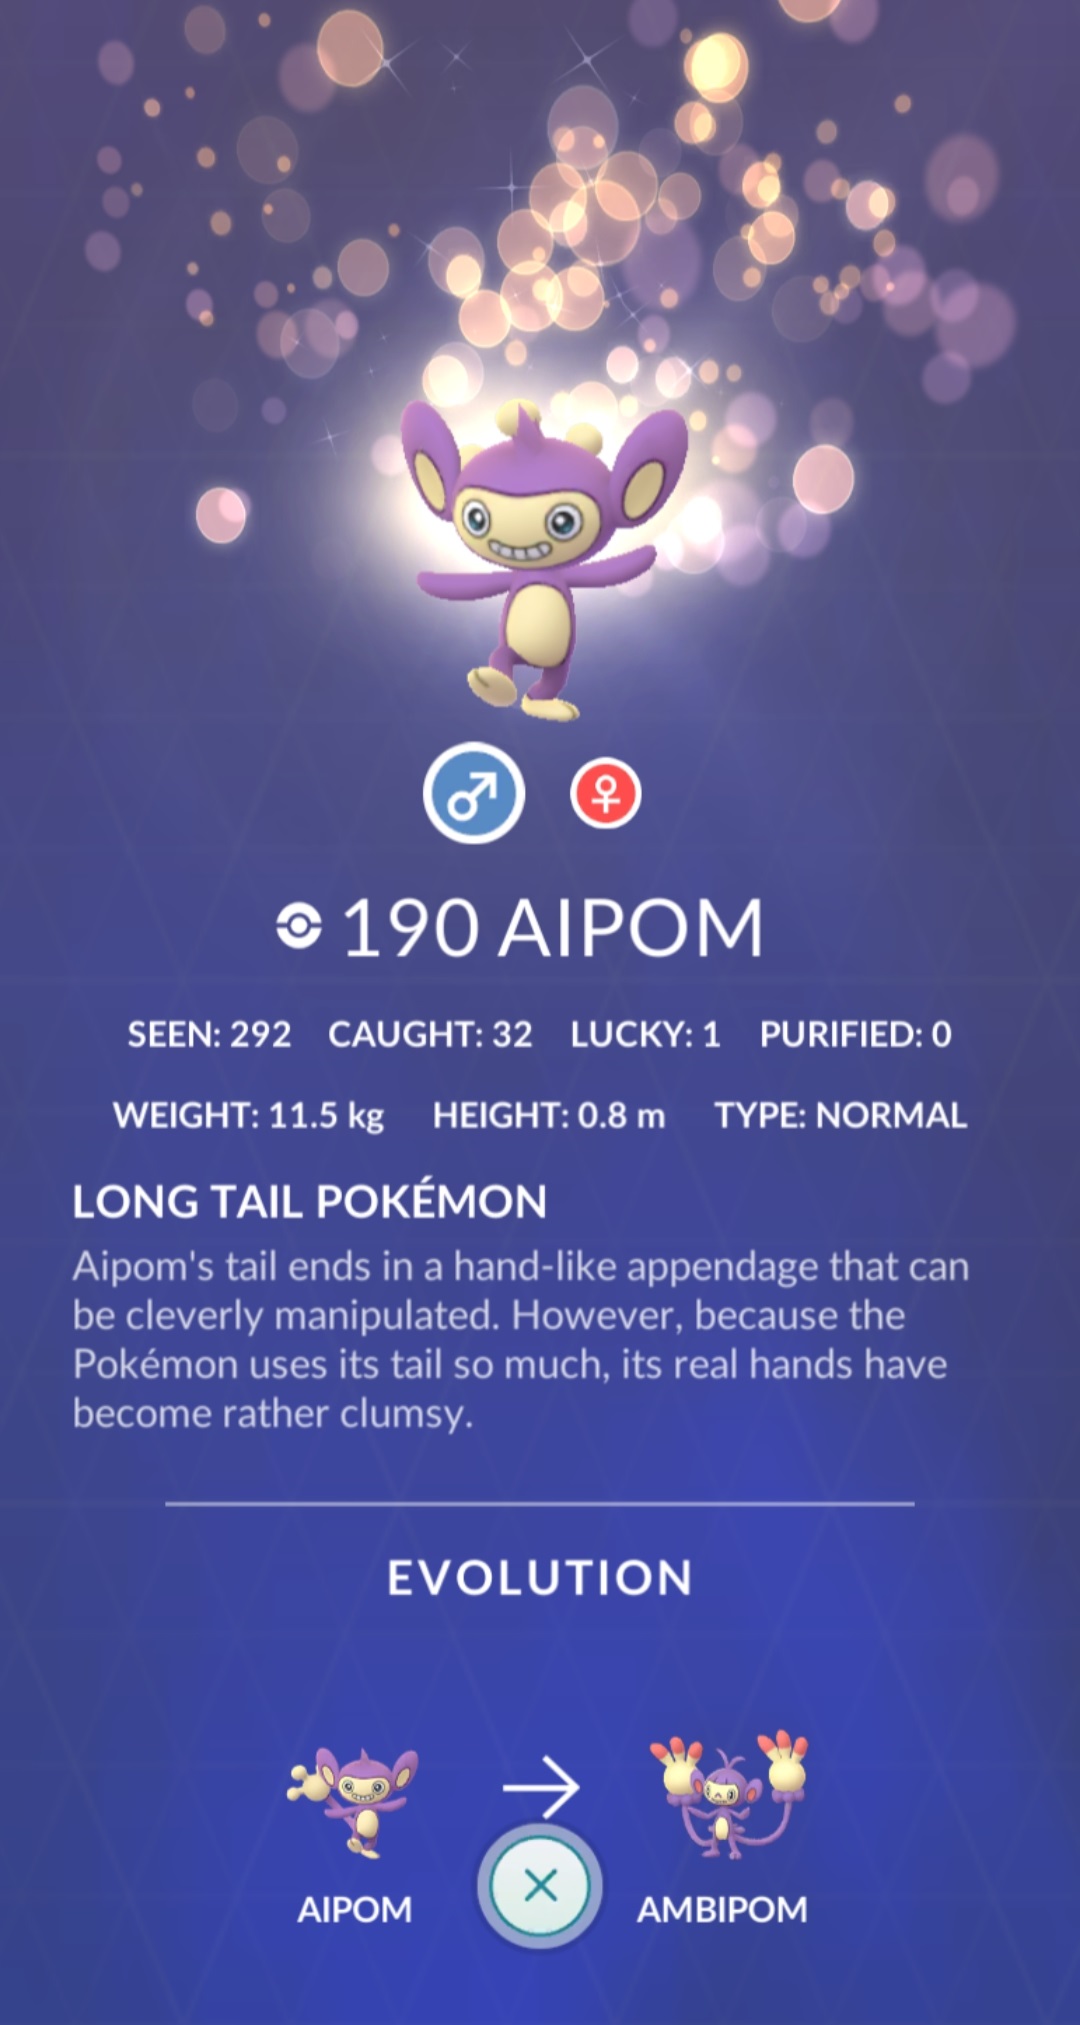 190 AIPOM
SEEN: 292 CAUGHT: 32 LUCKY: 1 PURIFIED: 0
WEIGHT: 11.5 kg HEIGHT: 0.8 m TYPE: NORMAL
LONG TAIL POKÉMON
Aipom's tail ends in a hand-like appendage that can
be cleverly manipulated. However, because the
Pokémon uses its tail so much, its real hands have
become rather clumsy.
EVOLUTION
AIPOM AMBIPOM